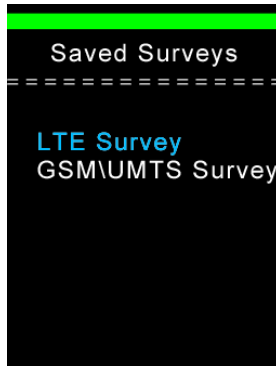 Saved Surveys
================
LTE Survey
GSM\UMTS Survey